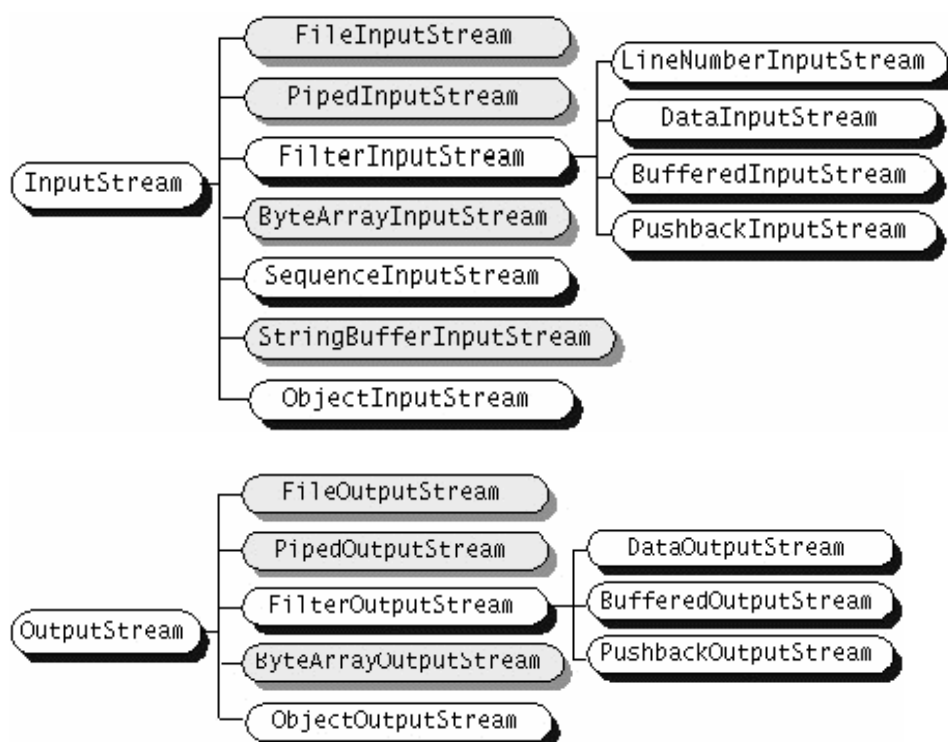 FileInputStream
PipedInputStream
FilterInputStream
InputStream
ByteArrayInputStream
SequenceInputStream
StringBufferInputStream
ObjectInputStream
LineNumberInputStream
DataInputStream
BufferedInputStream
PushbackInputStream
FileOutputStream
PipedOutputStream
FilterOutputStream
OutputStream
ByteArrayOutputStream
ObjectOutputStream
DataOutputStream
BufferedOutputStream
PushbackOutputStream